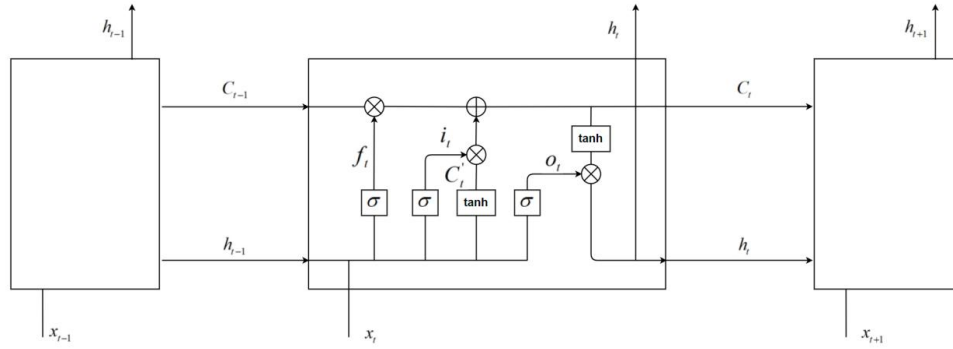 h_{t-1} h_t h_{t+1}
C_{t-1} C_t
tanh
i_t
f_t C'_t o_t
σ σ tanh σ
h_{t-1} h_t
x_{t-1} x_t x_{t+1}